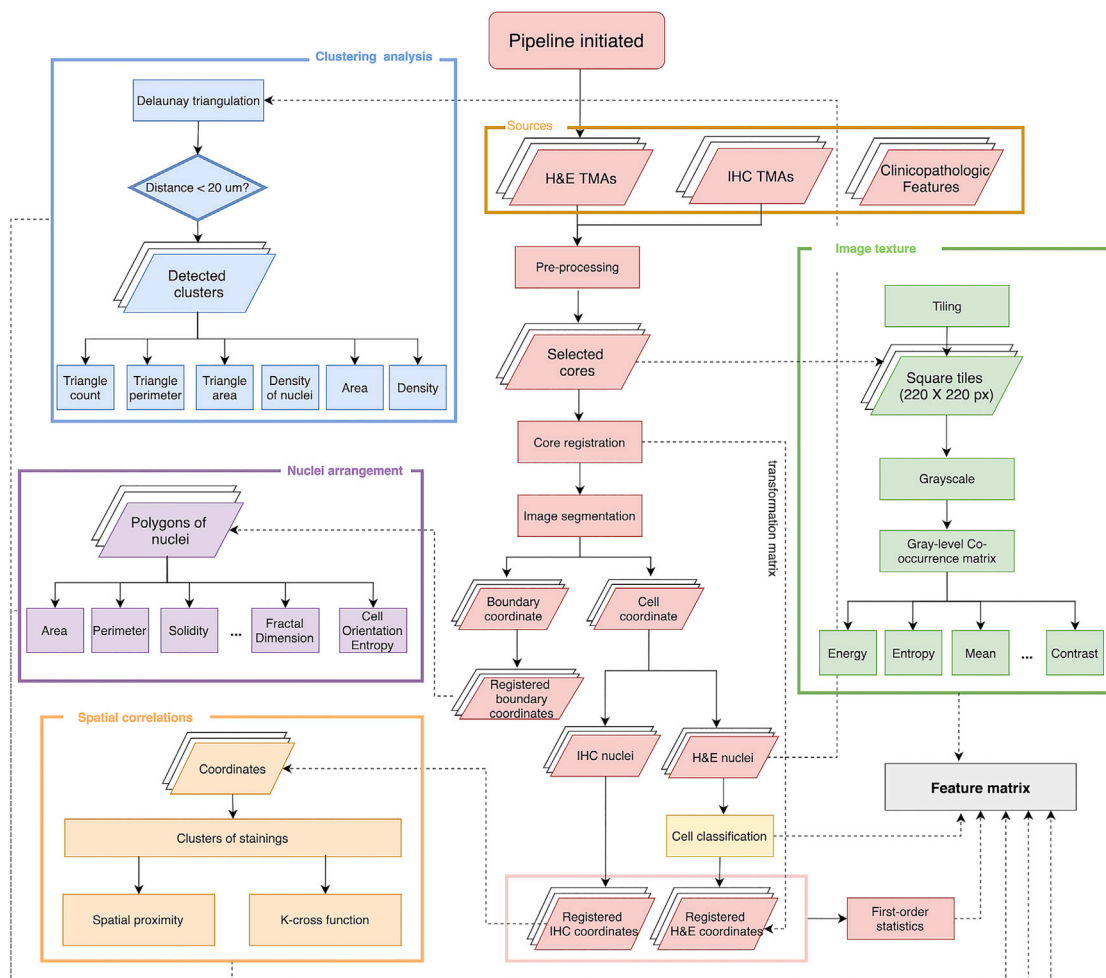 Pipeline initiated
Clustering analysis
Delaunay triangulation
Distance < 20 um?
Detected
clusters
Triangle
count
Triangle
perimeter
Triangle
area
Density
of nuclei
Area
Density
Sources
H&E TMAs
IHC TMAs
Clinicopathologic
Features
Pre-processing
Selected
cores
Core registration
transformation matrix
Image segmentation
Boundary
coordinate
Cell
coordinate
Registered
boundary
coordinates
IHC nuclei
H&E nuclei
Cell classification
Registered
IHC coordinates
Registered
H&E coordinates
First-order
statistics
Image texture
Tiling
Square tiles
(220 X 220 px)
Grayscale
Gray-level Co-
occurrence matrix
Energy
Entropy
Mean
...
Contrast
Feature matrix
Nuclei arrangement
Polygons of
nuclei
Area
Perimeter
Solidity
...
Fractal
Dimension
Cell
Orientation
Entropy
Spatial correlations
Coordinates
Clusters of stainings
Spatial proximity
K-cross function